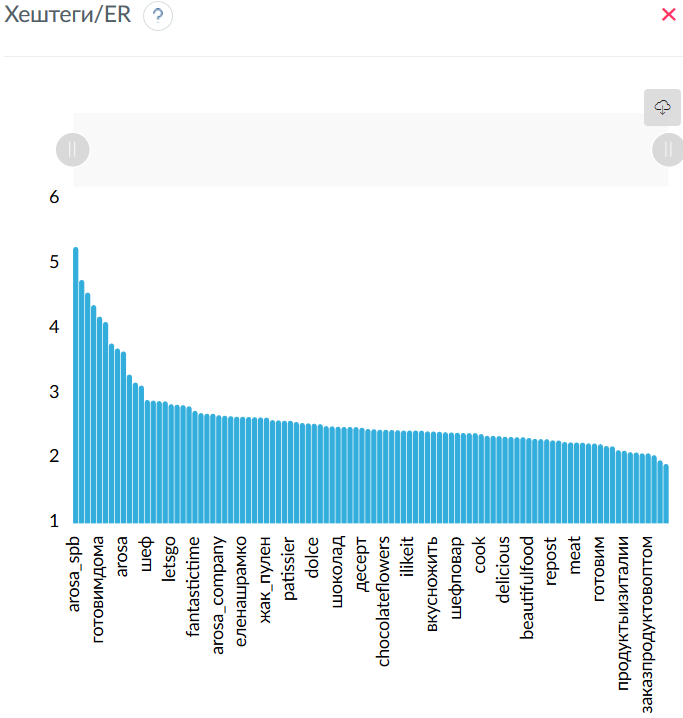 Хештеги/ER ?
6
5
4
3
2
1
arosa_spb
готовимдома
arosa
шеф
letsgo
fantastictime
arosa_company
еленашрамко
жак_пулен
patissier
dolce
шоколад
десерт
chocolateflowers
ilikeit
вкусножить
шефповар
cook
delicious
beautifulfood
repost
meat
готовим
продуктыизиталии
заказпродуктовоптом